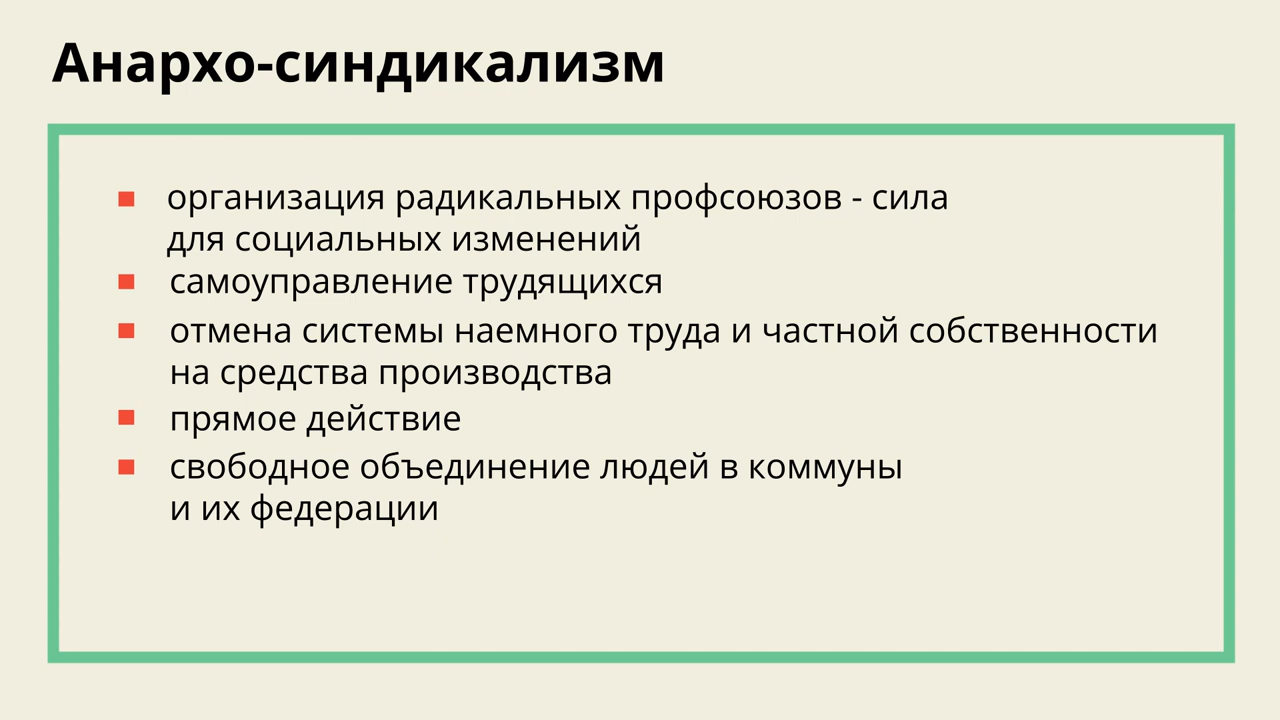 Анархо-синдикализм
организация радикальных профсоюзов - сила
для социальных изменений
самоуправление трудящихся
отмена системы наемного труда и частной собственности
на средства производства
прямое действие
свободное объединение людей в коммуны
и их федерации